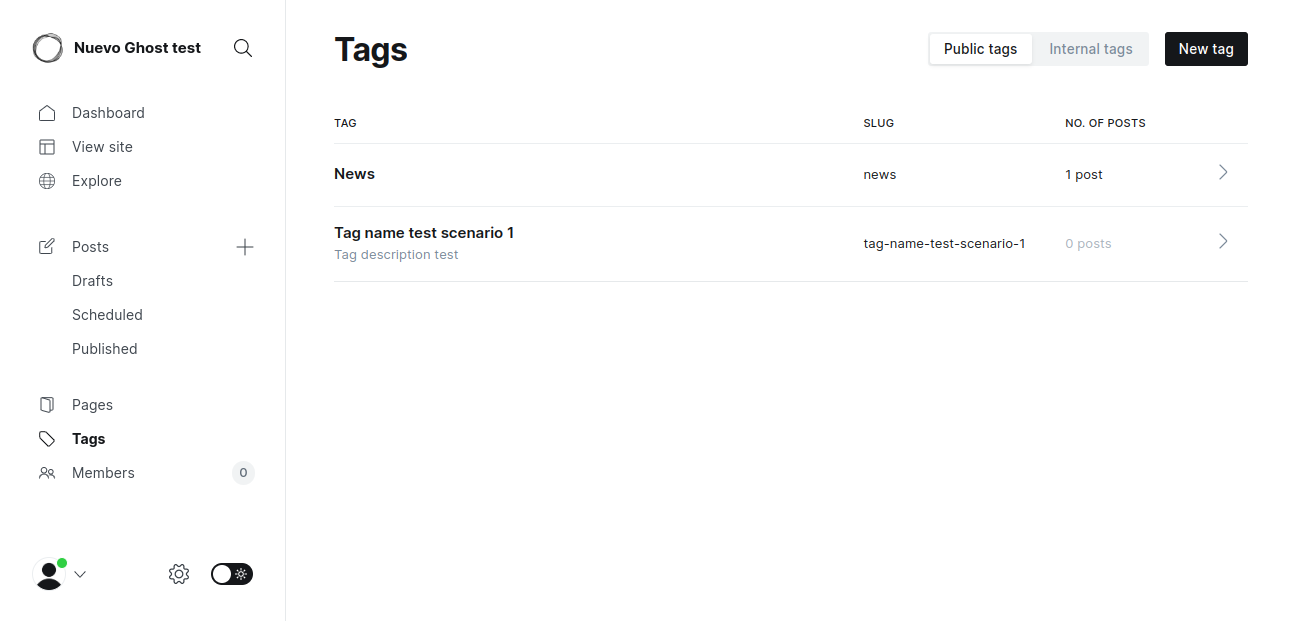 Nuevo Ghost test
Dashboard
View site
Explore
Posts
Drafts
Scheduled
Published
Pages
Tags
Members 0
Tags
Public tags Internal tags New tag
TAG SLUG NO. OF POSTS
News news 1 post
Tag name test scenario 1
Tag description test
tag-name-test-scenario-1 0 posts